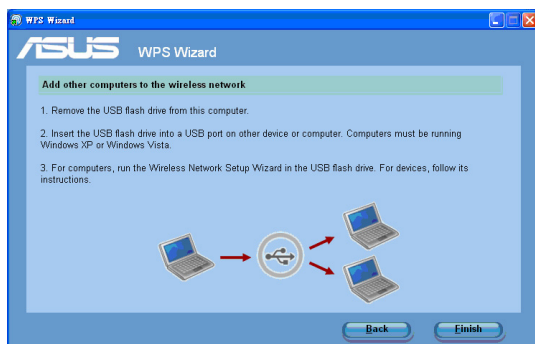 WPS Wizard
ASUS WPS Wizard
Add other computers to the wireless network
1. Remove the USB flash drive from this computer.
2. Insert the USB flash drive into a USB port on other device or computer. Computers must be running
Windows XP or Windows Vista.
3. For computers, run the Wireless Network Setup Wizard in the USB flash drive. For devices, follow its
instructions.
Back Finish